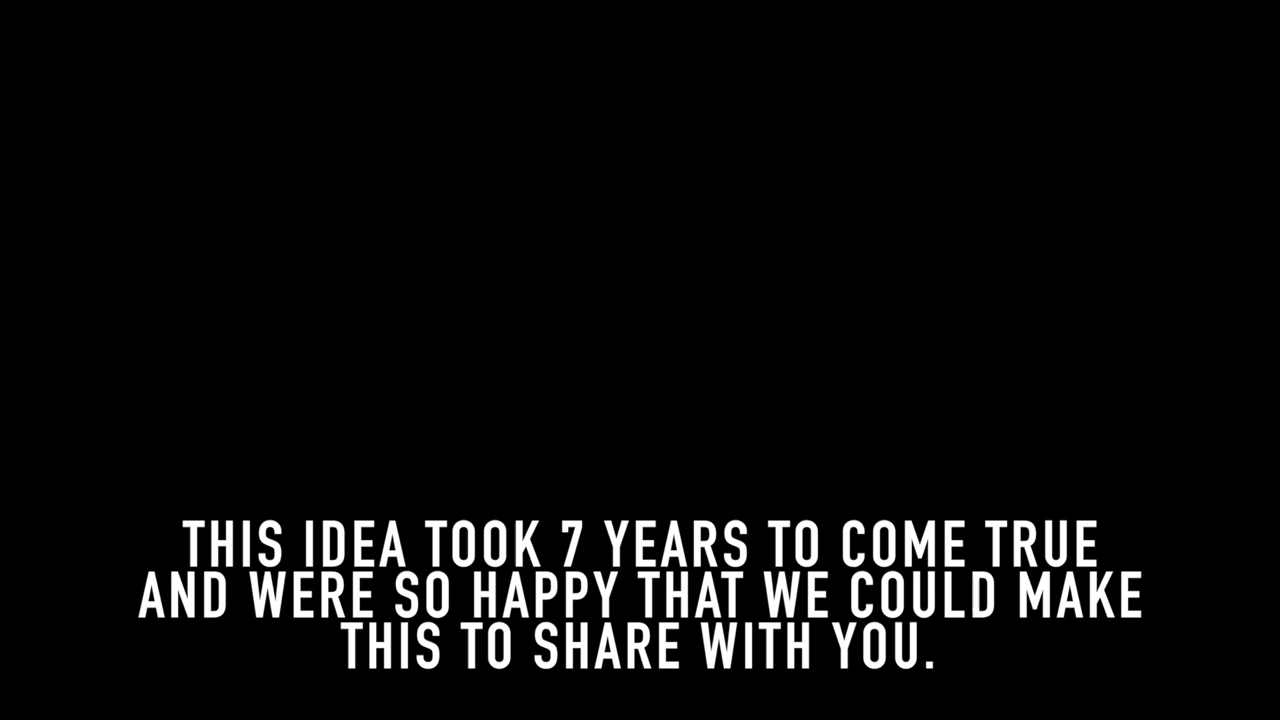 THIS IDEA TOOK 7 YEARS TO COME TRUE
AND WERE SO HAPPY THAT WE COULD MAKE
THIS TO SHARE WITH YOU.